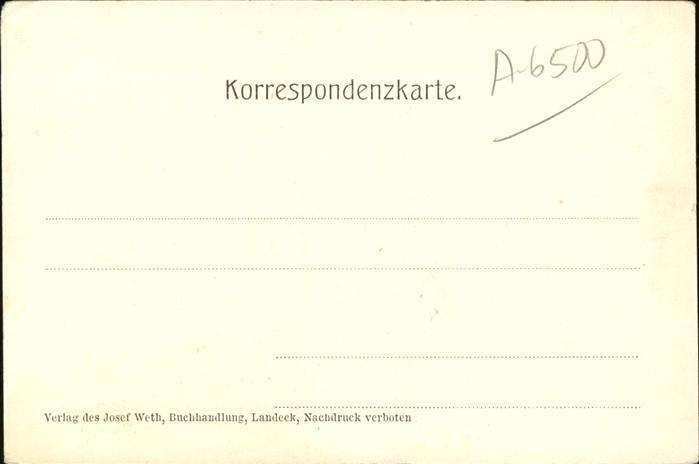 A-6500
Korrespondenzkarte.
Verlag des Josef Weth, Buchhandlung, Landeck, Nachdruck verboten